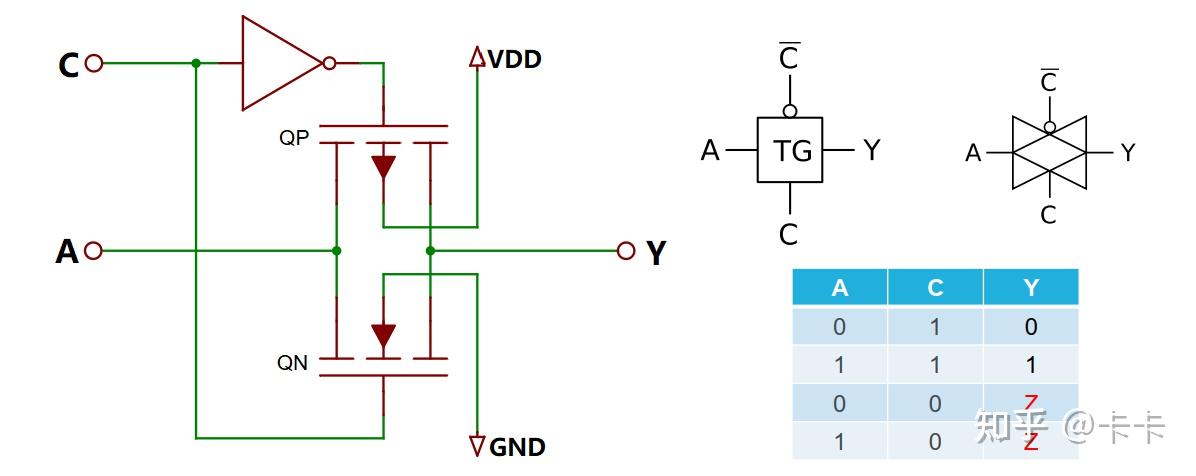 C
VDD
QP
A
Y
QN
GND
C̅
A
TG
Y
C
C̅
A
Y
C
A C Y
0 1 0
1 1 1
0 0 Z
1 0 Z
知乎 @卡卡